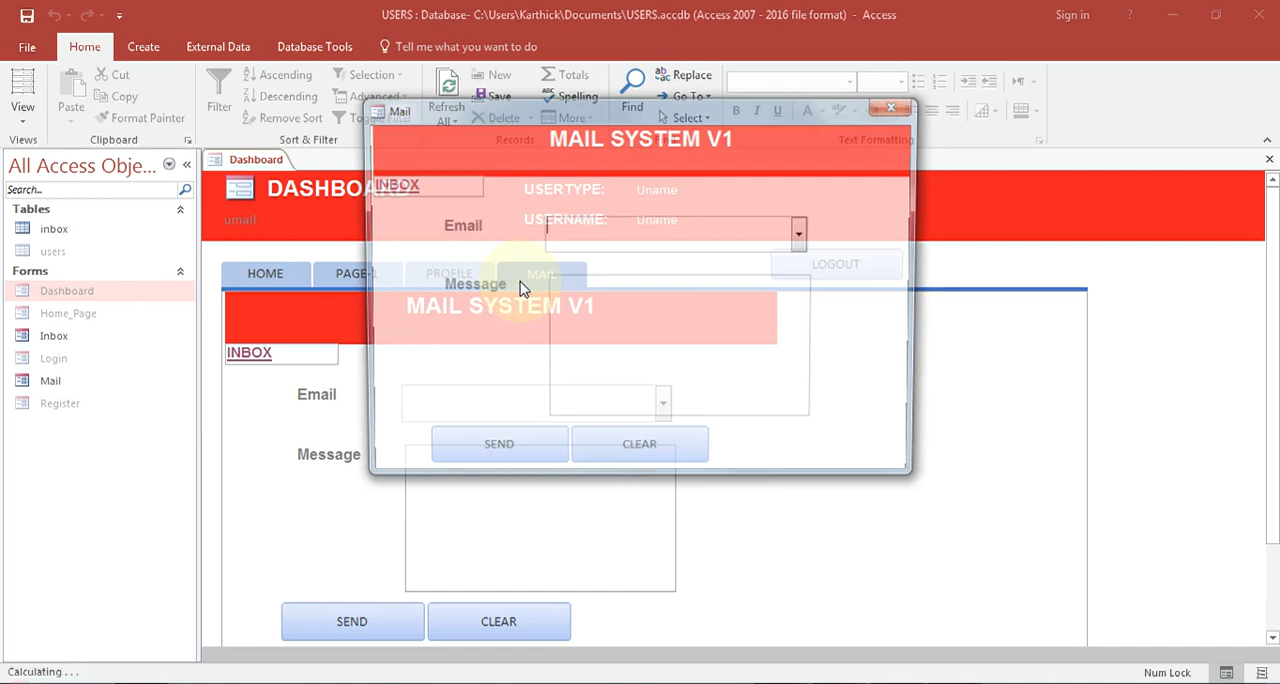 USERS : Database- C:\Users\Karthick\Documents\USERS.accdb (Access 2007 - 2016 file format) - Access
Sign in
?
File
Home
Create
External Data
Database Tools
Tell me what you want to do
View
Views
Paste
Cut
Copy
Format Painter
Clipboard
Filter
Ascending
Descending
Remove Sort
Selection
Advanced
Toggle Filter
Sort & Filter
Refresh
All
New
Save
Delete
Totals
Spelling
More
Records
Find
Replace
Go To
Select
B I U A
Text Formatting
All Access Obje...
Search...
Tables
inbox
users
Forms
Dashboard
Home_Page
Inbox
Login
Mail
Register
Dashboard
DASHBOARD
umail
HOME
PAGE-1
PROFILE
MAIL
LOGOUT
USERTYPE:
Uname
USERNAME:
Uname
MAIL SYSTEM V1
INBOX
Email
Message
SEND
CLEAR
Mail
MAIL SYSTEM V1
INBOX
Email
Message
SEND
CLEAR
Calculating . . .
Num Lock